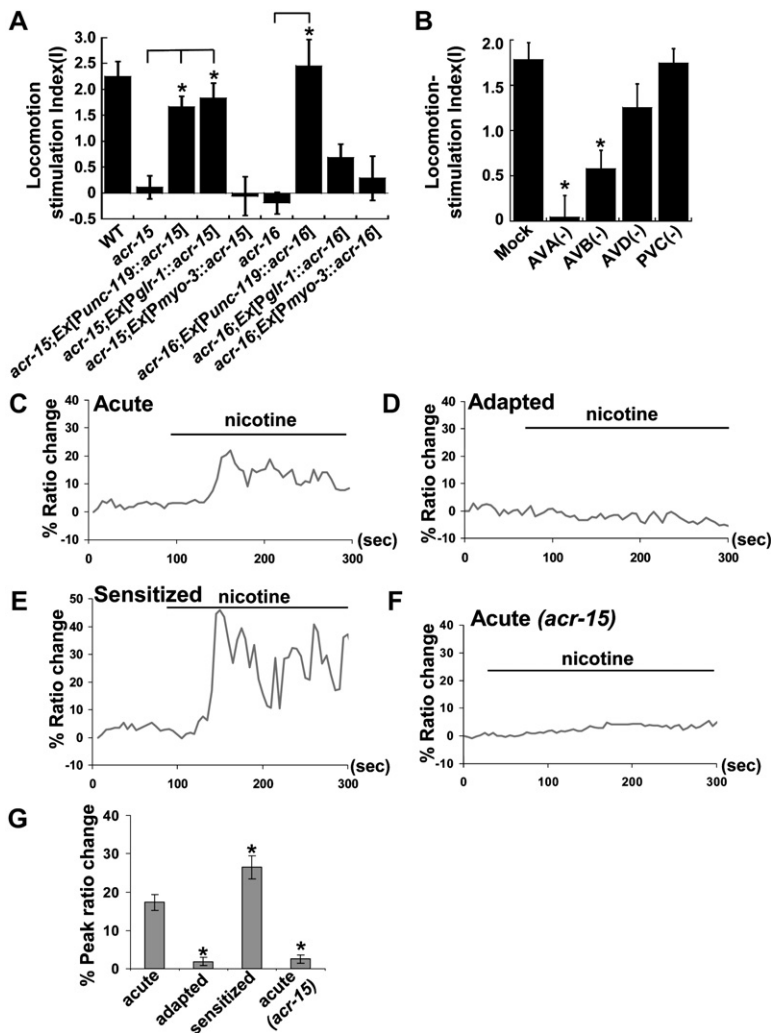 A
Locomotion
stimulation Index(I)
3.0
2.5
2.0
1.5
1.0
0.5
0
-0.5
*
*
*
WT
acr-15
acr-15;Ex[Punc-119::acr-15]
acr-15;Ex[Pglr-1::acr-15]
acr-15;Ex[Pmyo-3::acr-15]
acr-16
acr-16;Ex[Punc-119::acr-16]
acr-16;Ex[Pglr-1::acr-16]
acr-16;Ex[Pmyo-3::acr-16]
B
Locomotion-
stimulation Index(I)
2.0
1.5
1.0
0.5
0
*
*
Mock
AVA(-)
AVB(-)
AVD(-)
PVC(-)
C
Acute
nicotine
% Ratio change
40
30
20
10
0
-10
0
100
200
300
(sec)
D
Adapted
nicotine
% Ratio change
40
30
20
10
0
-10
0
100
200
300
(sec)
E
Sensitized
nicotine
% Ratio change
50
40
30
20
10
0
-10
0
100
200
300
(sec)
F
Acute (acr-15)
nicotine
% Ratio change
40
30
20
10
0
-10
0
100
200
300
(sec)
G
% Peak ratio change
40
30
20
10
0
*
*
*
acute
adapted
sensitized
acute
(acr-15)